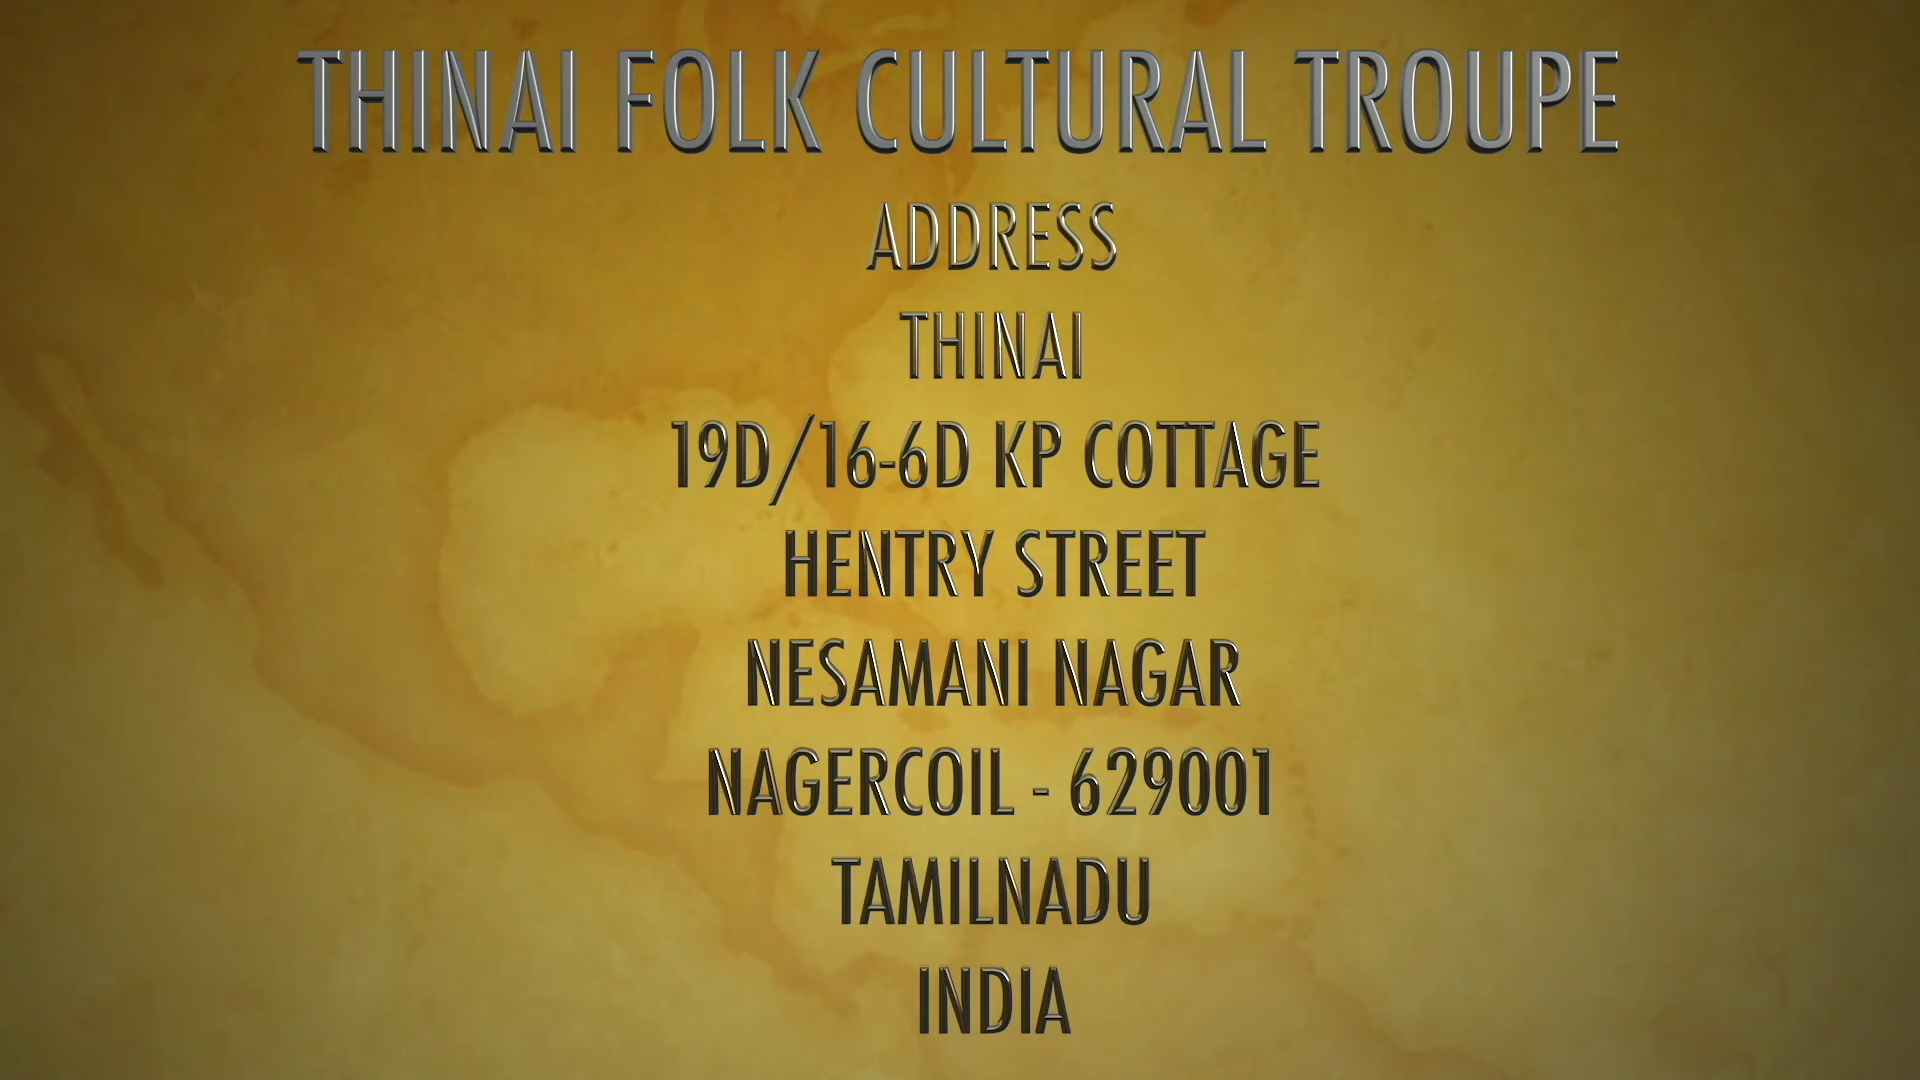 THINAI FOLK CULTURAL TROUPE
ADDRESS
THINAI
19D/16-6D KP COTTAGE
HENTRY STREET
NESAMANI NAGAR
NAGERCOIL - 629001
TAMILNADU
INDIA